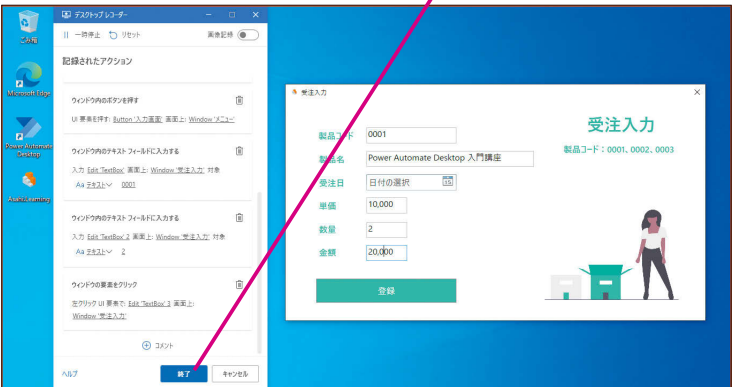 ごみ箱
Microsoft Edge
Power Automate
Desktop
AsahiLearning
デスクトップ レコーダー
一時停止
リセット
画像記録
記録されたアクション
ウィンドウ内のボタンを押す
UI 要素を押す: Button '入力画面' 画面上: Window 'メニュー'
ウィンドウ内のテキスト フィールドに入力する
入力 Edit 'TextBox' 画面上: Window '受注入力' 対象
Aa テキスト 0001
ウィンドウ内のテキスト フィールドに入力する
入力 Edit 'TextBox' 2 画面上: Window '受注入力' 対象
Aa テキスト 2
ウィンドウの要素をクリック
左クリック UI 要素で: Edit 'TextBox' 3 画面上:
Window '受注入力'
コメント
ヘルプ
終了
キャンセル
受注入力
受注入力
製品コード:0001、0002、0003
製品コード 0001
製品名 Power Automate Desktop 入門講座
受注日 日付の選択 15
単価 10,000
数量 2
金額 20,000
登録